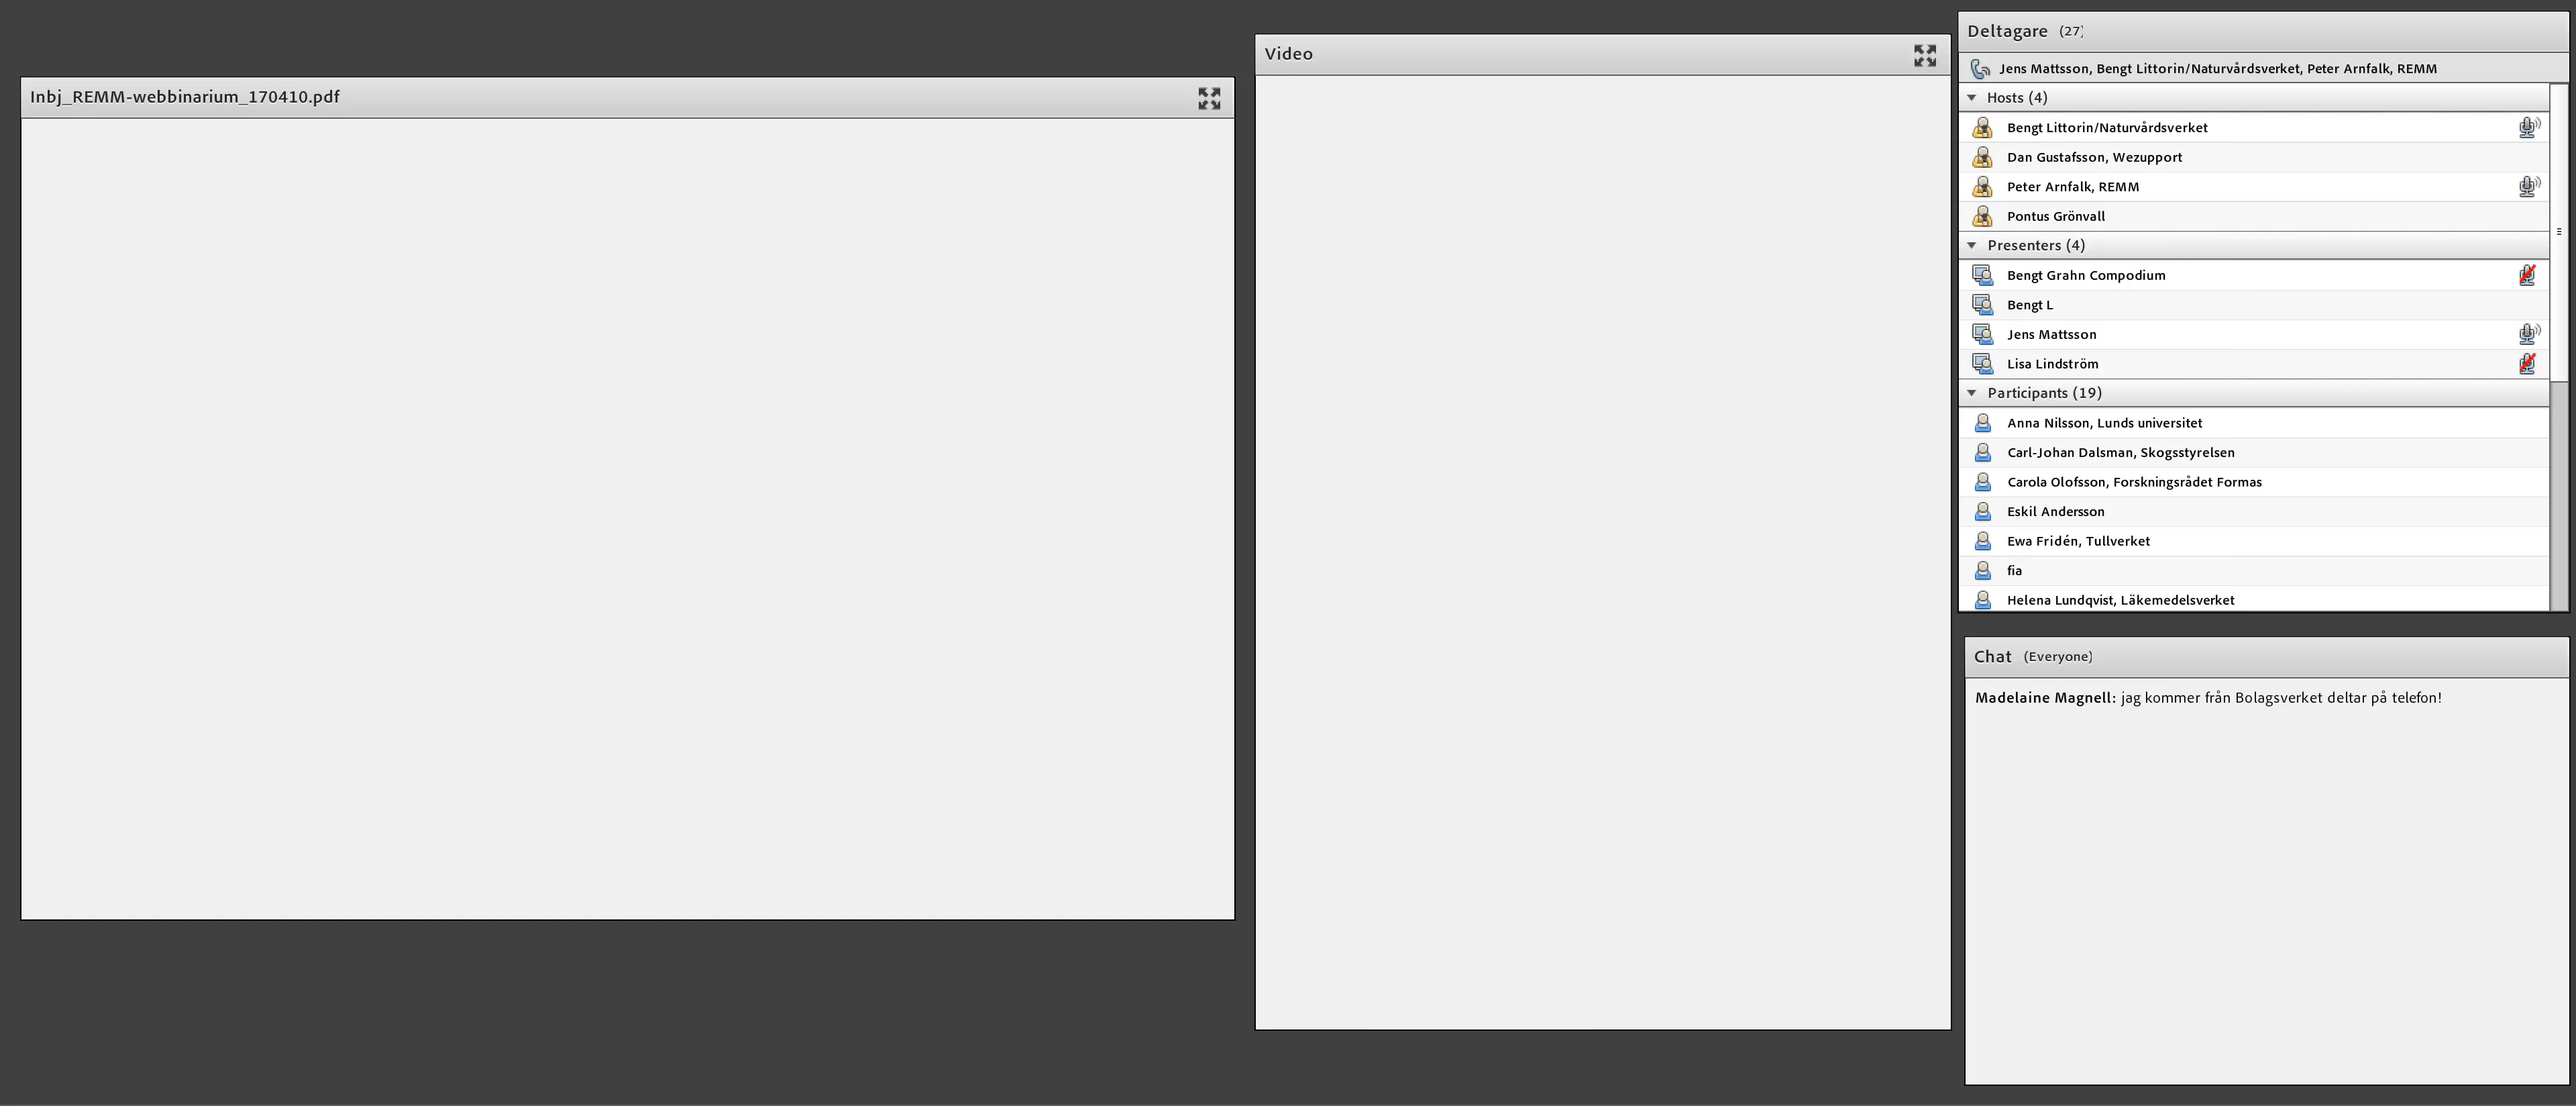 Inbj_REMM-webbinarium_170410.pdf
Video
Deltagare (27)
Jens Mattsson, Bengt Littorin/Naturvårdsverket, Peter Arnfalk, REMM
Hosts (4)
Bengt Littorin/Naturvårdsverket
Dan Gustafsson, Wezupport
Peter Arnfalk, REMM
Pontus Grönvall
Presenters (4)
Bengt Grahn Compodium
Bengt L
Jens Mattsson
Lisa Lindström
Participants (19)
Anna Nilsson, Lunds universitet
Carl-Johan Dalsman, Skogsstyrelsen
Carola Olofsson, Forskningsrådet Formas
Eskil Andersson
Ewa Fridén, Tullverket
fia
Helena Lundqvist, Läkemedelsverket
Chat (Everyone)
Madelaine Magnell: jag kommer från Bolagsverket deltar på telefon!